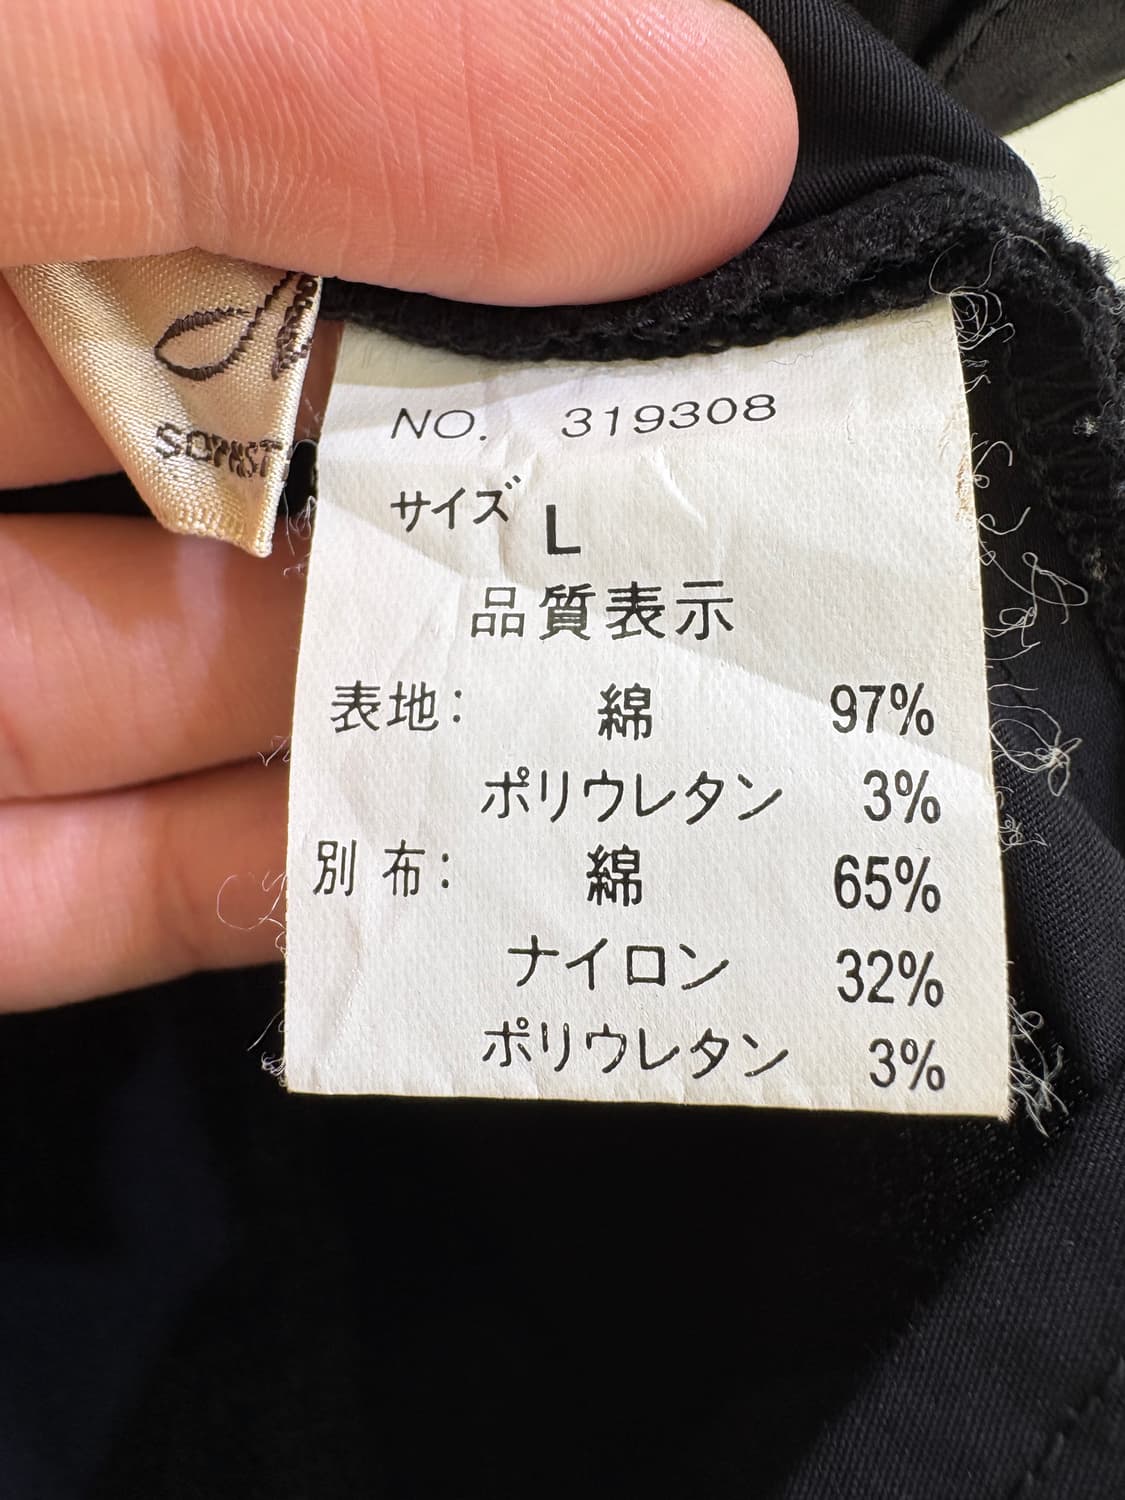 NO. 319308
サイズ L
品質表示
表地: 綿 97%
ポリウレタン 3%
別布: 綿 65%
ナイロン 32%
ポリウレタン 3%